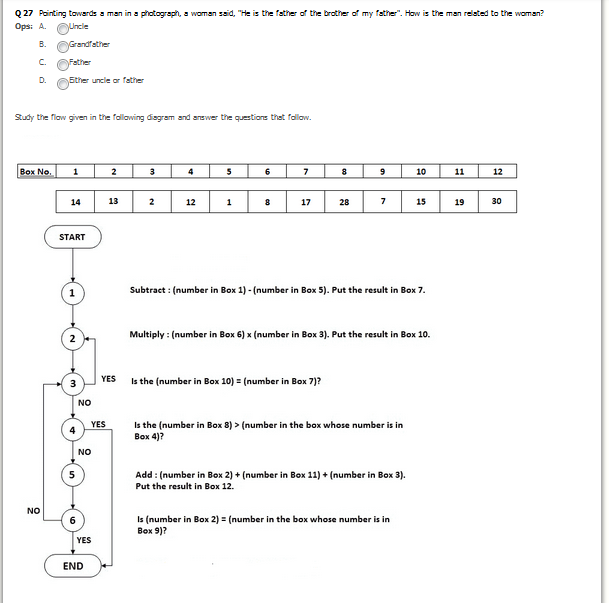 Q 27 Pointing towards a man in a photograph, a woman said, "He is the father of the brother of my father". How is the man related to the woman?
Ops: A. Uncle
B. Grandfather
C. Father
D. Either uncle or father
Study the flow given in the following diagram and answer the questions that follow.
Box No. 1 2 3 4 5 6 7 8 9 10 11 12
14 13 2 12 1 8 17 28 7 15 19 30
START
1 Subtract : (number in Box 1) - (number in Box 5). Put the result in Box 7.
2 Multiply : (number in Box 6) x (number in Box 3). Put the result in Box 10.
3 YES Is the (number in Box 10) = (number in Box 7)?
NO
4 YES Is the (number in Box 8) > (number in the box whose number is in
Box 4)?
NO
5 Add : (number in Box 2) + (number in Box 11) + (number in Box 3).
Put the result in Box 12.
NO
6 Is (number in Box 2) = (number in the box whose number is in
Box 9)?
YES
END